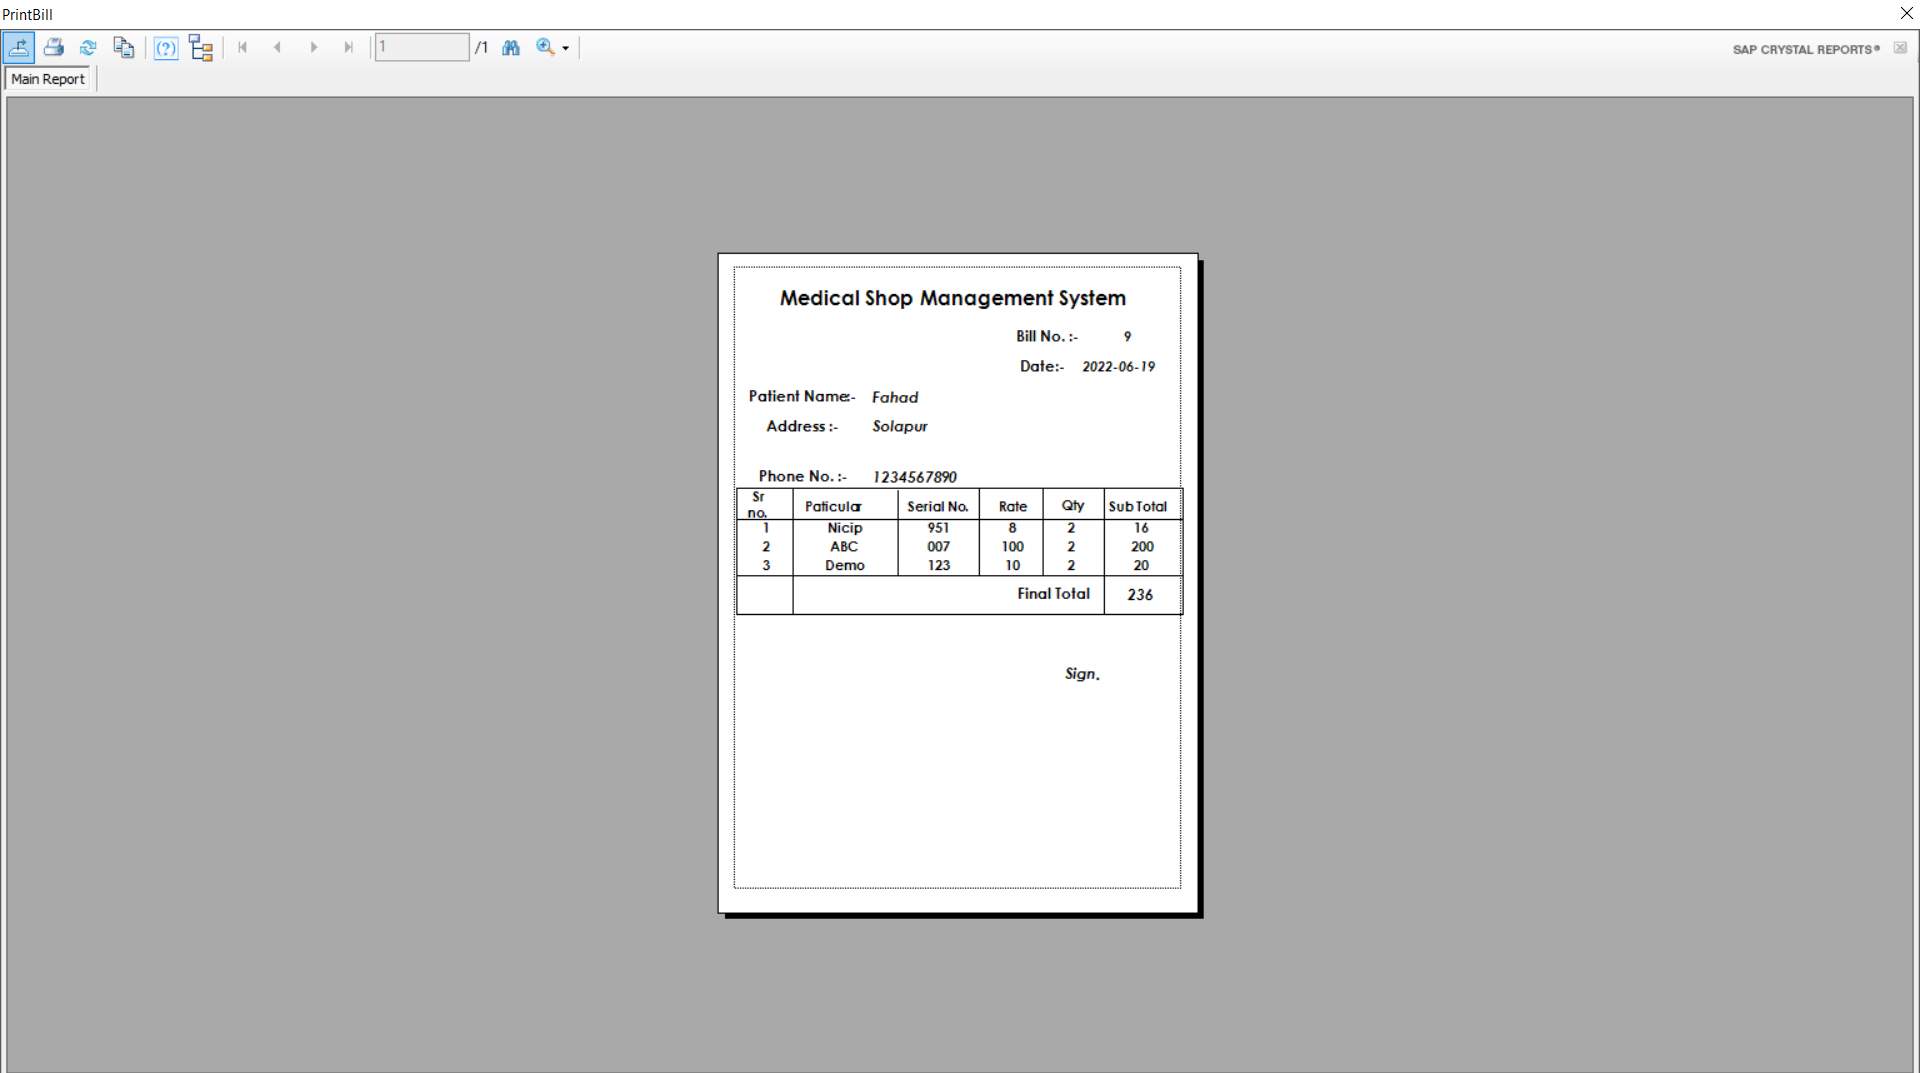 PrintBill
1 /1
SAP CRYSTAL REPORTS®
Main Report
Medical Shop Management System
Bill No. :- 9
Date:- 2022-06-19
Patient Name:- Fahad
Address :- Solapur
Phone No. :- 1234567890
Sr no. Paticular Serial No. Rate Qty Sub Total
1 Nicip 951 8 2 16
2 ABC 007 100 2 200
3 Demo 123 10 2 20
Final Total 236
Sign.